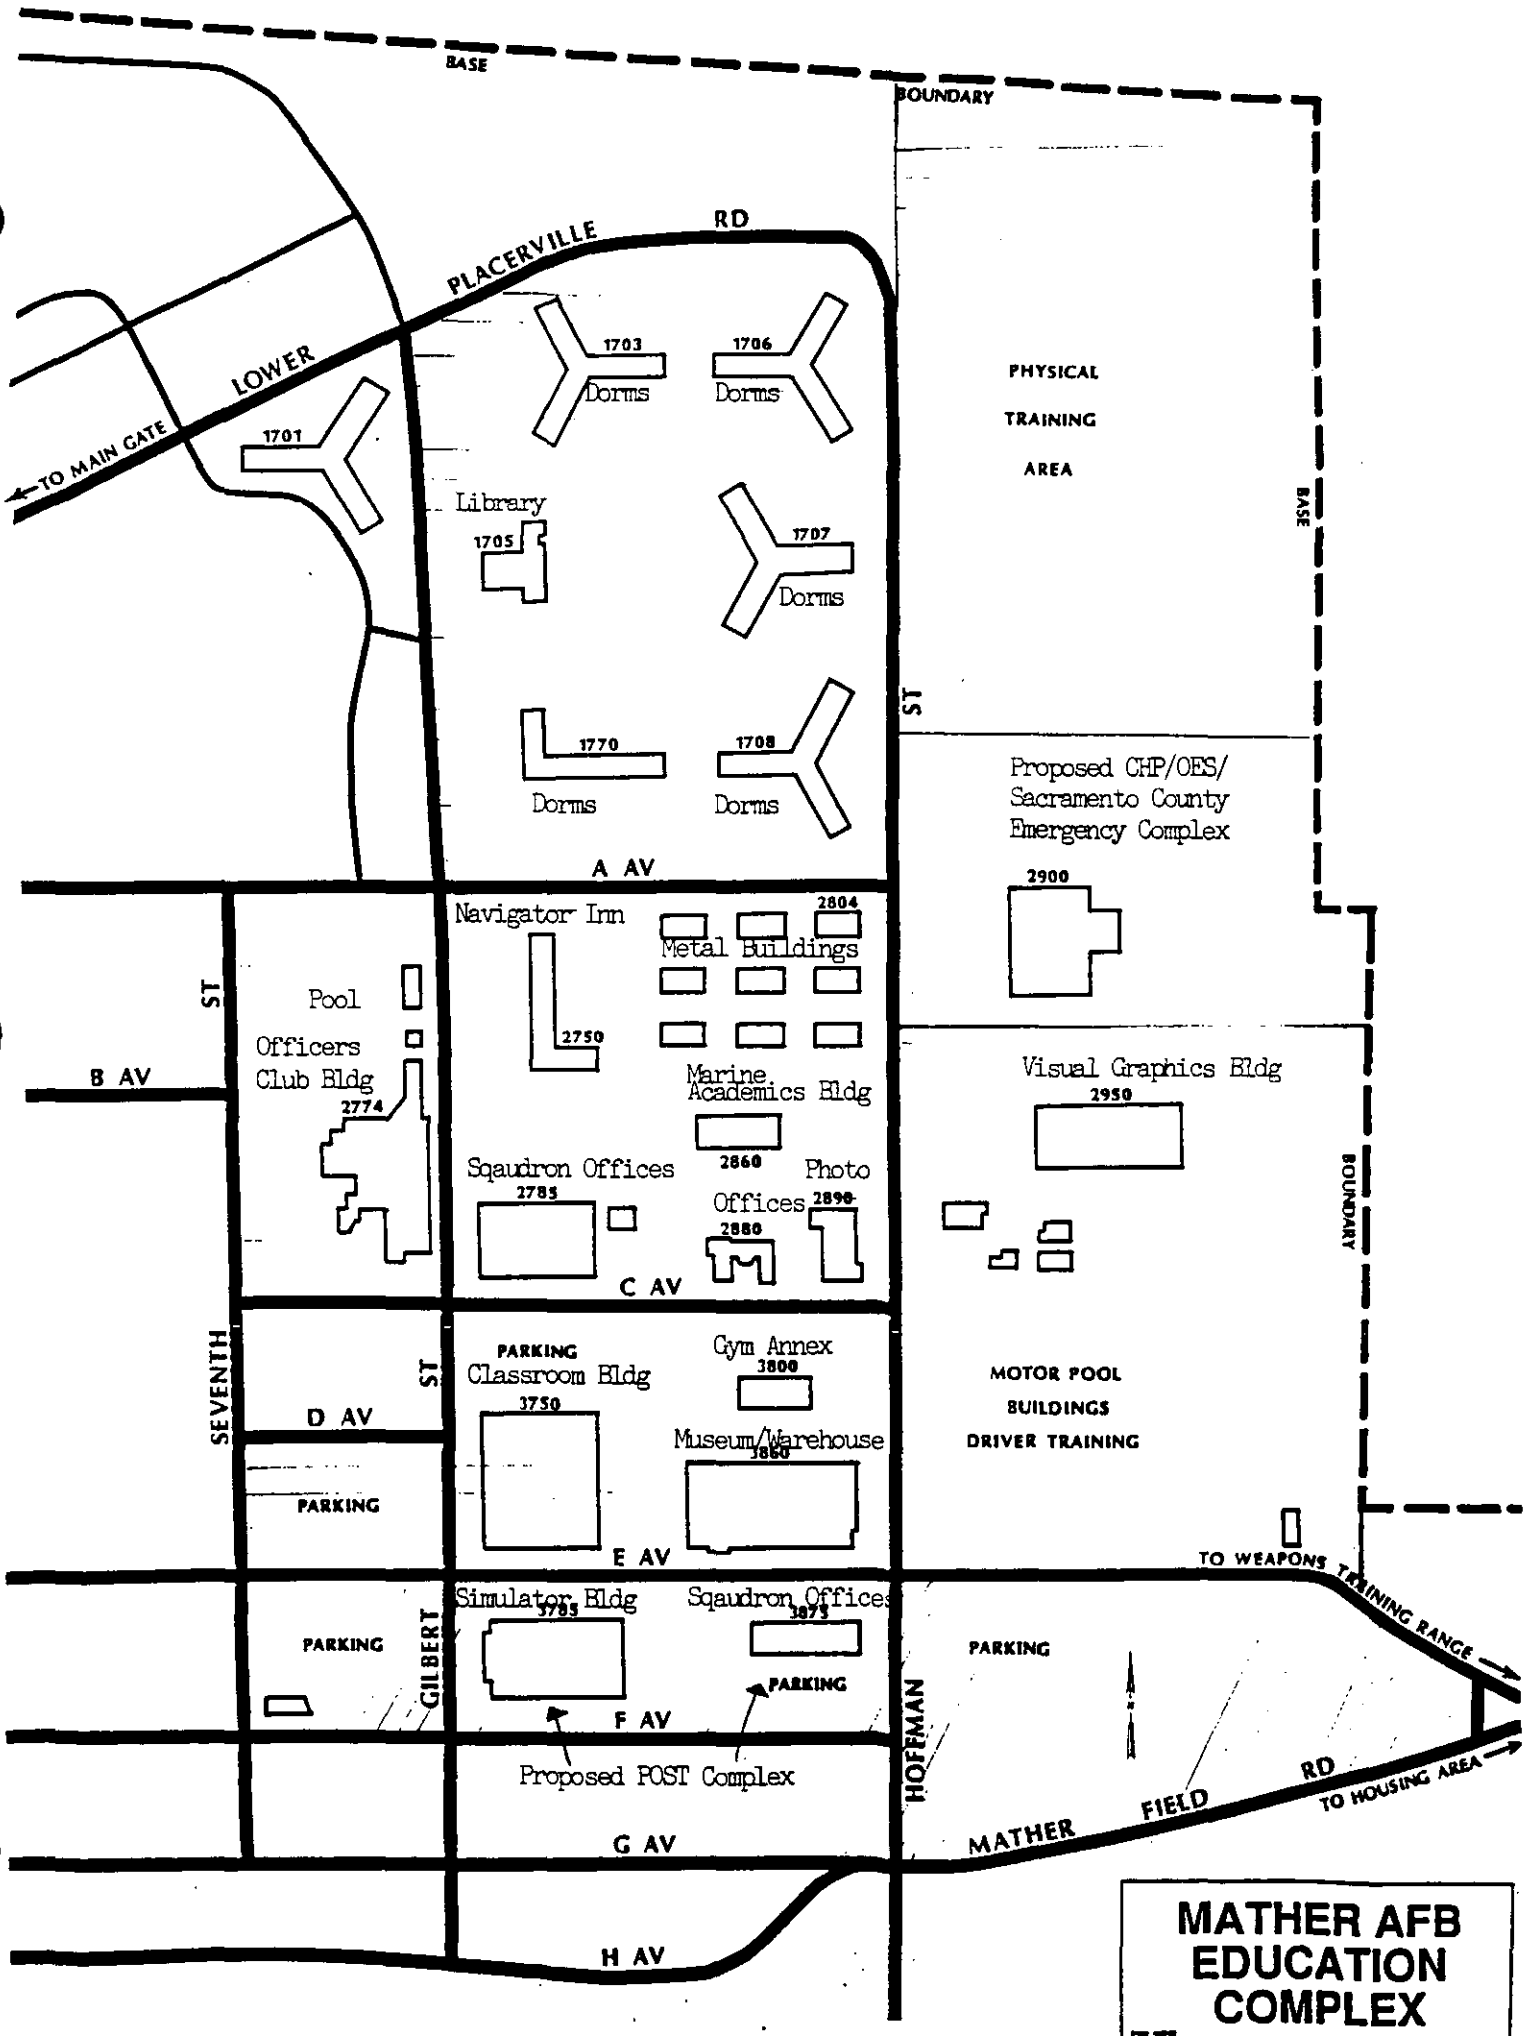 BASE
BOUNDARY
RD
PLACERVILLE
LOWER
←TO MAIN GATE
1701
1703
Dorms
1706
Dorms
PHYSICAL
TRAINING
AREA
BASE
Library
1705
1707
Dorms
ST
1770
Dorms
1708
Dorms
Proposed CHP/OES/
Sacramento County
Emergency Complex
2900
A AV
Navigator Inn
2804
Metal Buildings
ST
Pool
Officers
Club Bldg
2774
B AV
2750
Marine
Academics Bldg
2860
Visual Graphics Bldg
2950
BOUNDARY
Sqaudron Offices
2785
Photo
2890
Offices
2880
C AV
SEVENTH
ST
PARKING
Classroom Bldg
3750
Gym Annex
3800
Museum/Warehouse
3860
MOTOR POOL
BUILDINGS
DRIVER TRAINING
D AV
PARKING
E AV
TO WEAPONS TRAINING RANGE →
Simulator Bldg
3785
Sqaudron Offices
3875
PARKING
GILBERT
PARKING
PARKING
F AV
HOFFMAN
Proposed POST Complex
MATHER FIELD RD
TO HOUSING AREA →
G AV
H AV
MATHER AFB
EDUCATION
COMPLEX